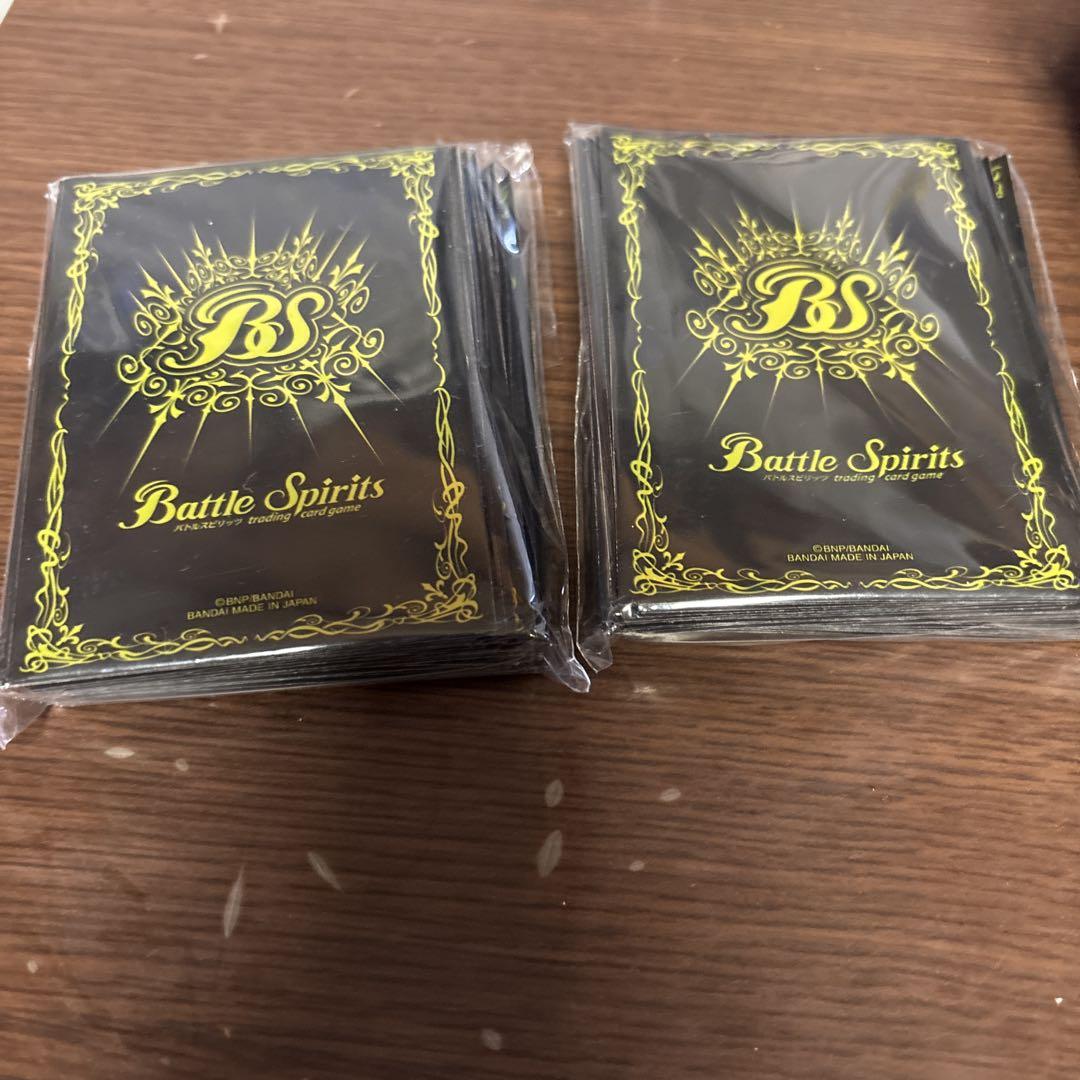 BS
Battle Spirits
バトルスピリッツ trading card game
©BNP/BANDAI
BANDAI MADE IN JAPAN
BS
Battle Spirits
バトルスピリッツ trading card game
©BNP/BANDAI
BANDAI MADE IN JAPAN